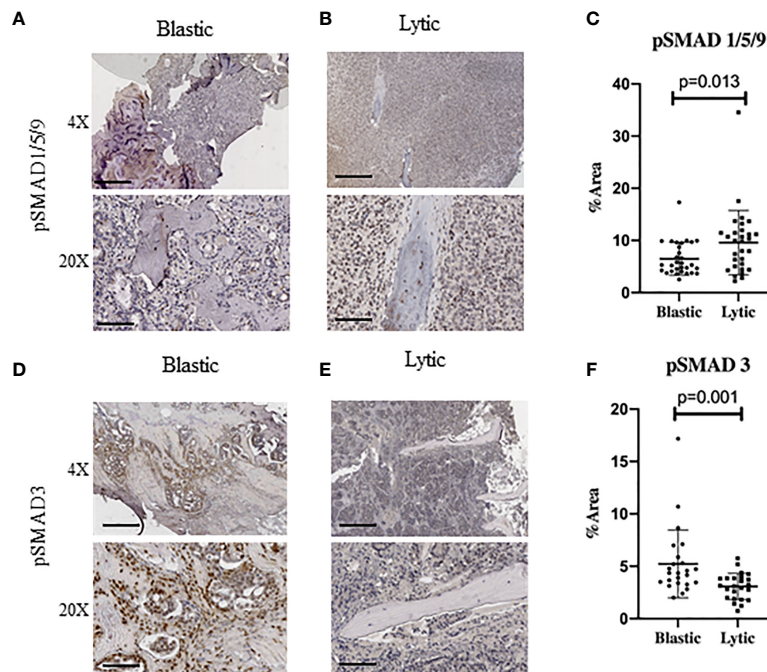 A
Blastic
B
Lytic
C
pSMAD 1/5/9
pSMAD1/5/9
4X
20X
p=0.013
% Area
40
30
20
10
0
Blastic
Lytic
D
Blastic
E
Lytic
F
pSMAD 3
pSMAD3
4X
20X
p=0.001
% Area
20
15
10
5
0
Blastic
Lytic